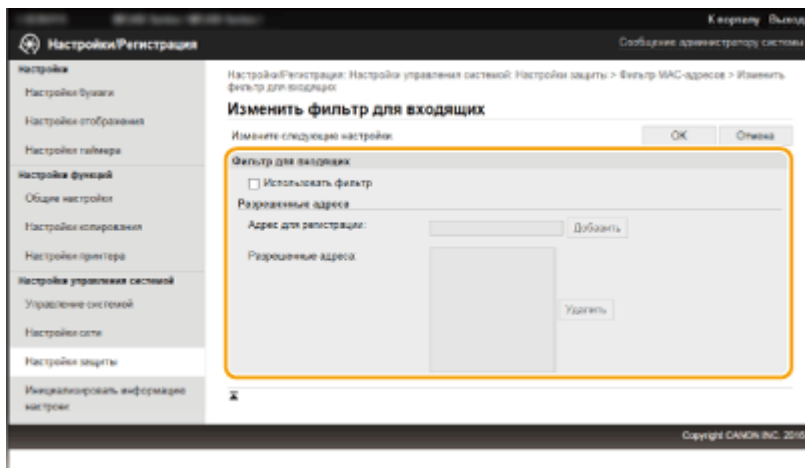 К порталу Выход
Настройки/Регистрация
Сообщение администратору системы
Настройка
Настройки бумаги
Настройки отображения
Настройки таймера
Настройки функций
Общие настройки
Настройки копирования
Настройки принтера
Настройки управления системой
Управление системой
Настройки сети
Настройки защиты
Инициализировать информацию
настроек
Настройка/Регистрация: Настройки управления системой: Настройки защиты > Фильтр MAC-адресов > Изменить
фильтр для входящих
Изменить фильтр для входящих
Измените следующие настройки.
OK Отмена
Фильтр для входящих
Использовать фильтр
Разрешенные адреса
Адрес для регистрации:
Добавить
Разрешенные адреса:
Удалить
Copyright CANON INC. 2016